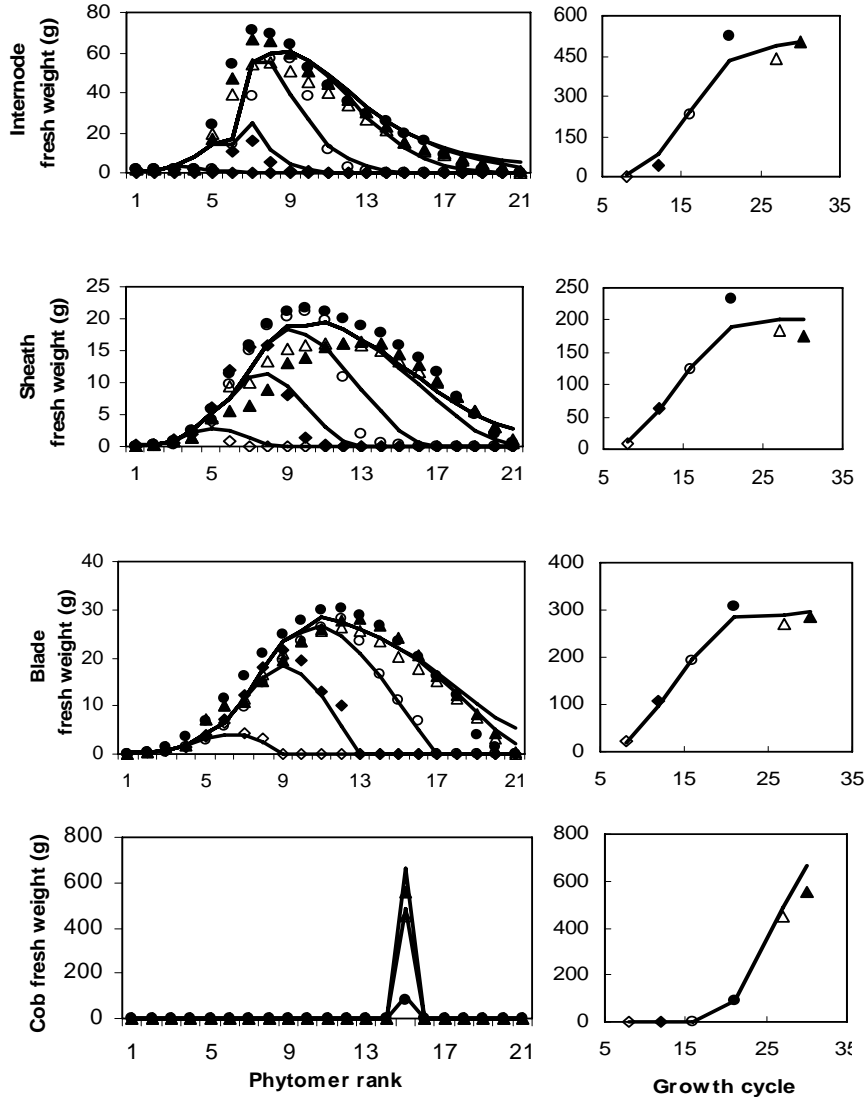 Internode
fresh weight (g)
80
60
40
20
0
1 5 9 13 17 21
600
450
300
150
0
5 15 25 35
Sheath
fresh weight (g)
25
20
15
10
5
0
1 5 9 13 17 21
250
200
150
100
50
0
5 15 25 35
Blade
fresh weight (g)
40
30
20
10
0
1 5 9 13 17 21
400
300
200
100
0
5 15 25 35
Cob fresh weight (g)
800
600
400
200
0
1 5 9 13 17 21
Phytomer rank
800
600
400
200
0
5 15 25 35
Growth cycle